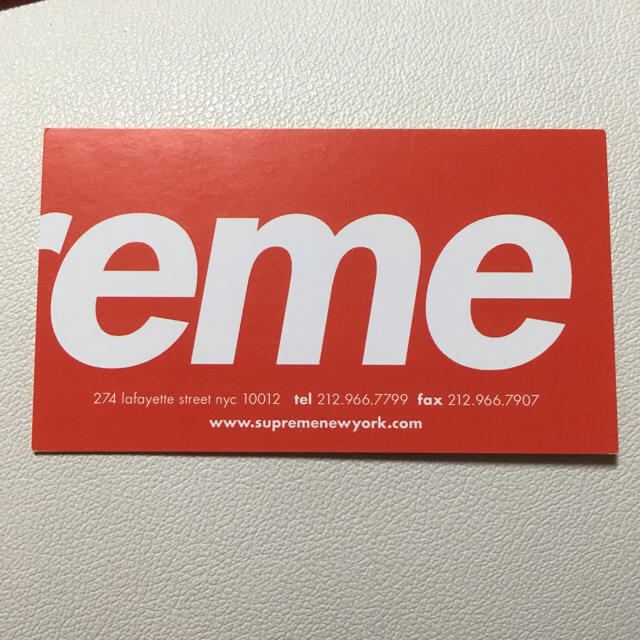 reme
274 lafayette street nyc 10012 tel 212.966.7799 fax 212.966.7907
www.supremenewyork.com